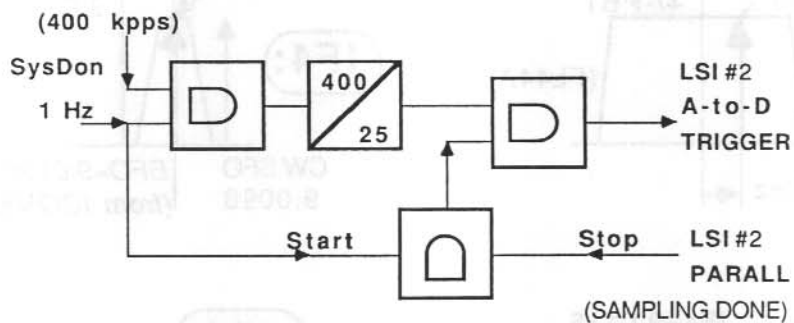 (400 kpps)
SysDon
1 Hz
400
25
LSI #2
A-to-D
TRIGGER
Start
Stop
LSI #2
PARALL
(SAMPLING DONE)